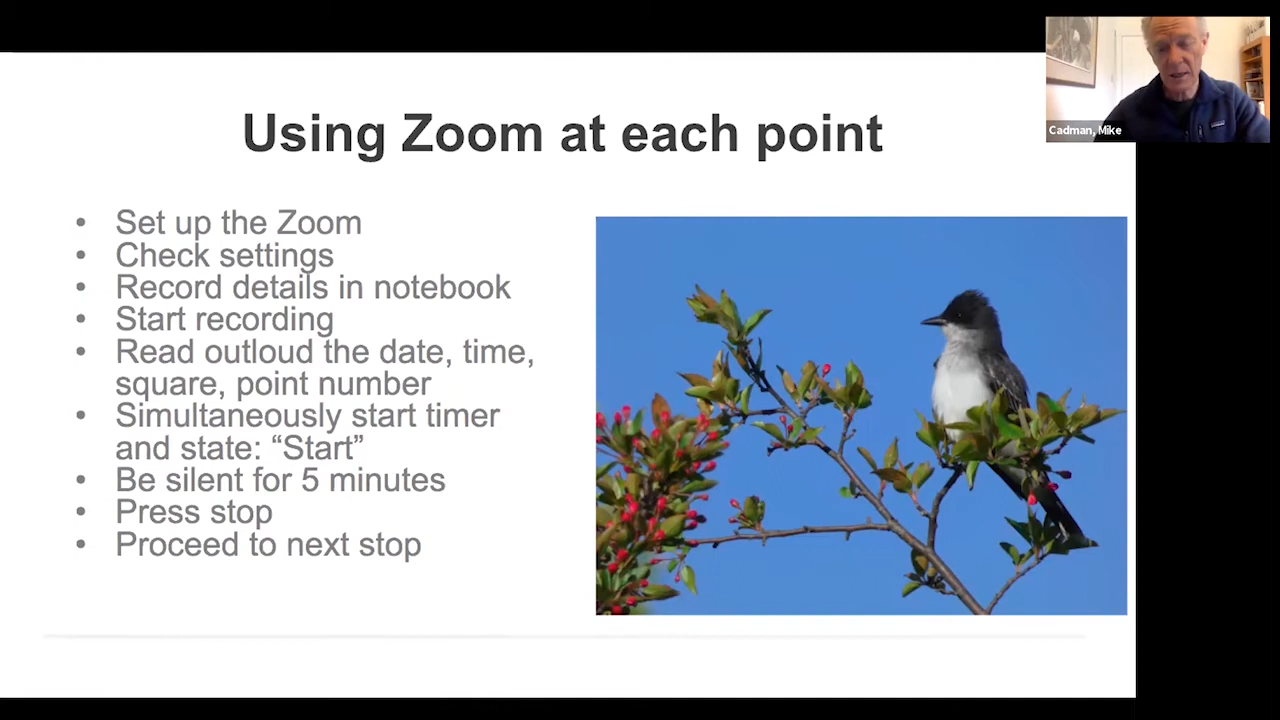 Cadman, Mike
Using Zoom at each point
• Set up the Zoom
• Check settings
• Record details in notebook
• Start recording
• Read outloud the date, time,
square, point number
• Simultaneously start timer
and state: “Start”
• Be silent for 5 minutes
• Press stop
• Proceed to next stop